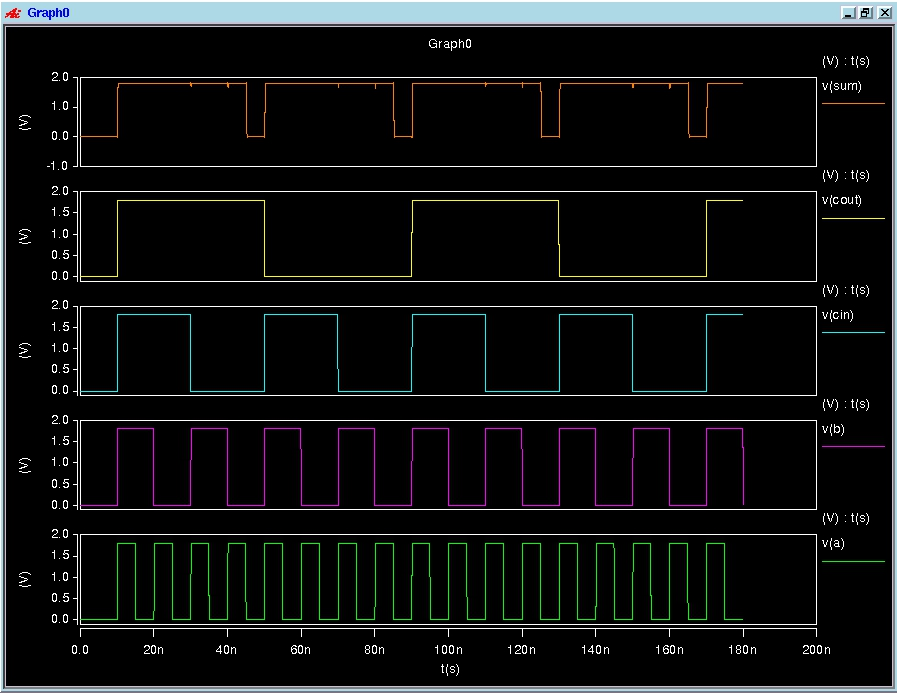 Graph0
Graph0
(V) : t(s)
v(sum)
2.0
1.0
0.0
-1.0
(V)
(V) : t(s)
v(cout)
2.0
1.5
1.0
0.5
0.0
(V)
(V) : t(s)
v(cin)
2.0
1.5
1.0
0.5
0.0
(V)
(V) : t(s)
v(b)
2.0
1.5
1.0
0.5
0.0
(V)
(V) : t(s)
v(a)
2.0
1.5
1.0
0.5
0.0
(V)
0.0 20n 40n 60n 80n 100n 120n 140n 160n 180n 200n
t(s)